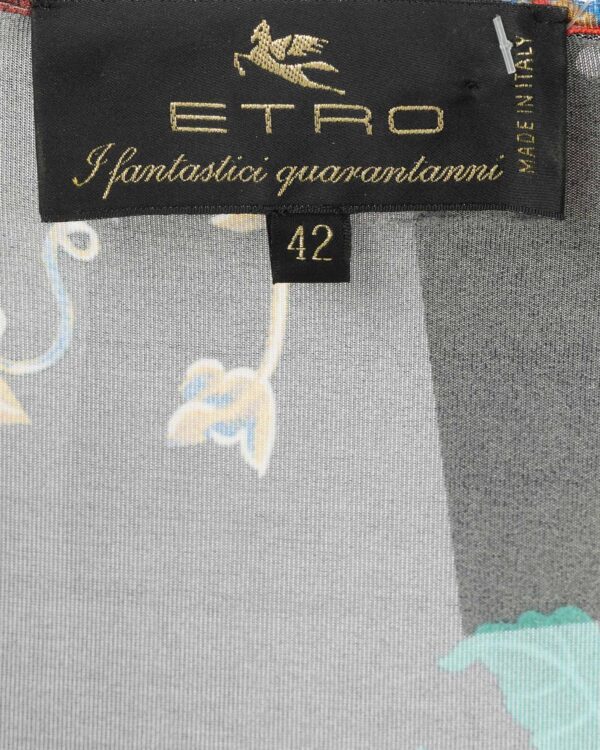 ETRO
I fantastici quarantanni
MADE IN ITALY
42